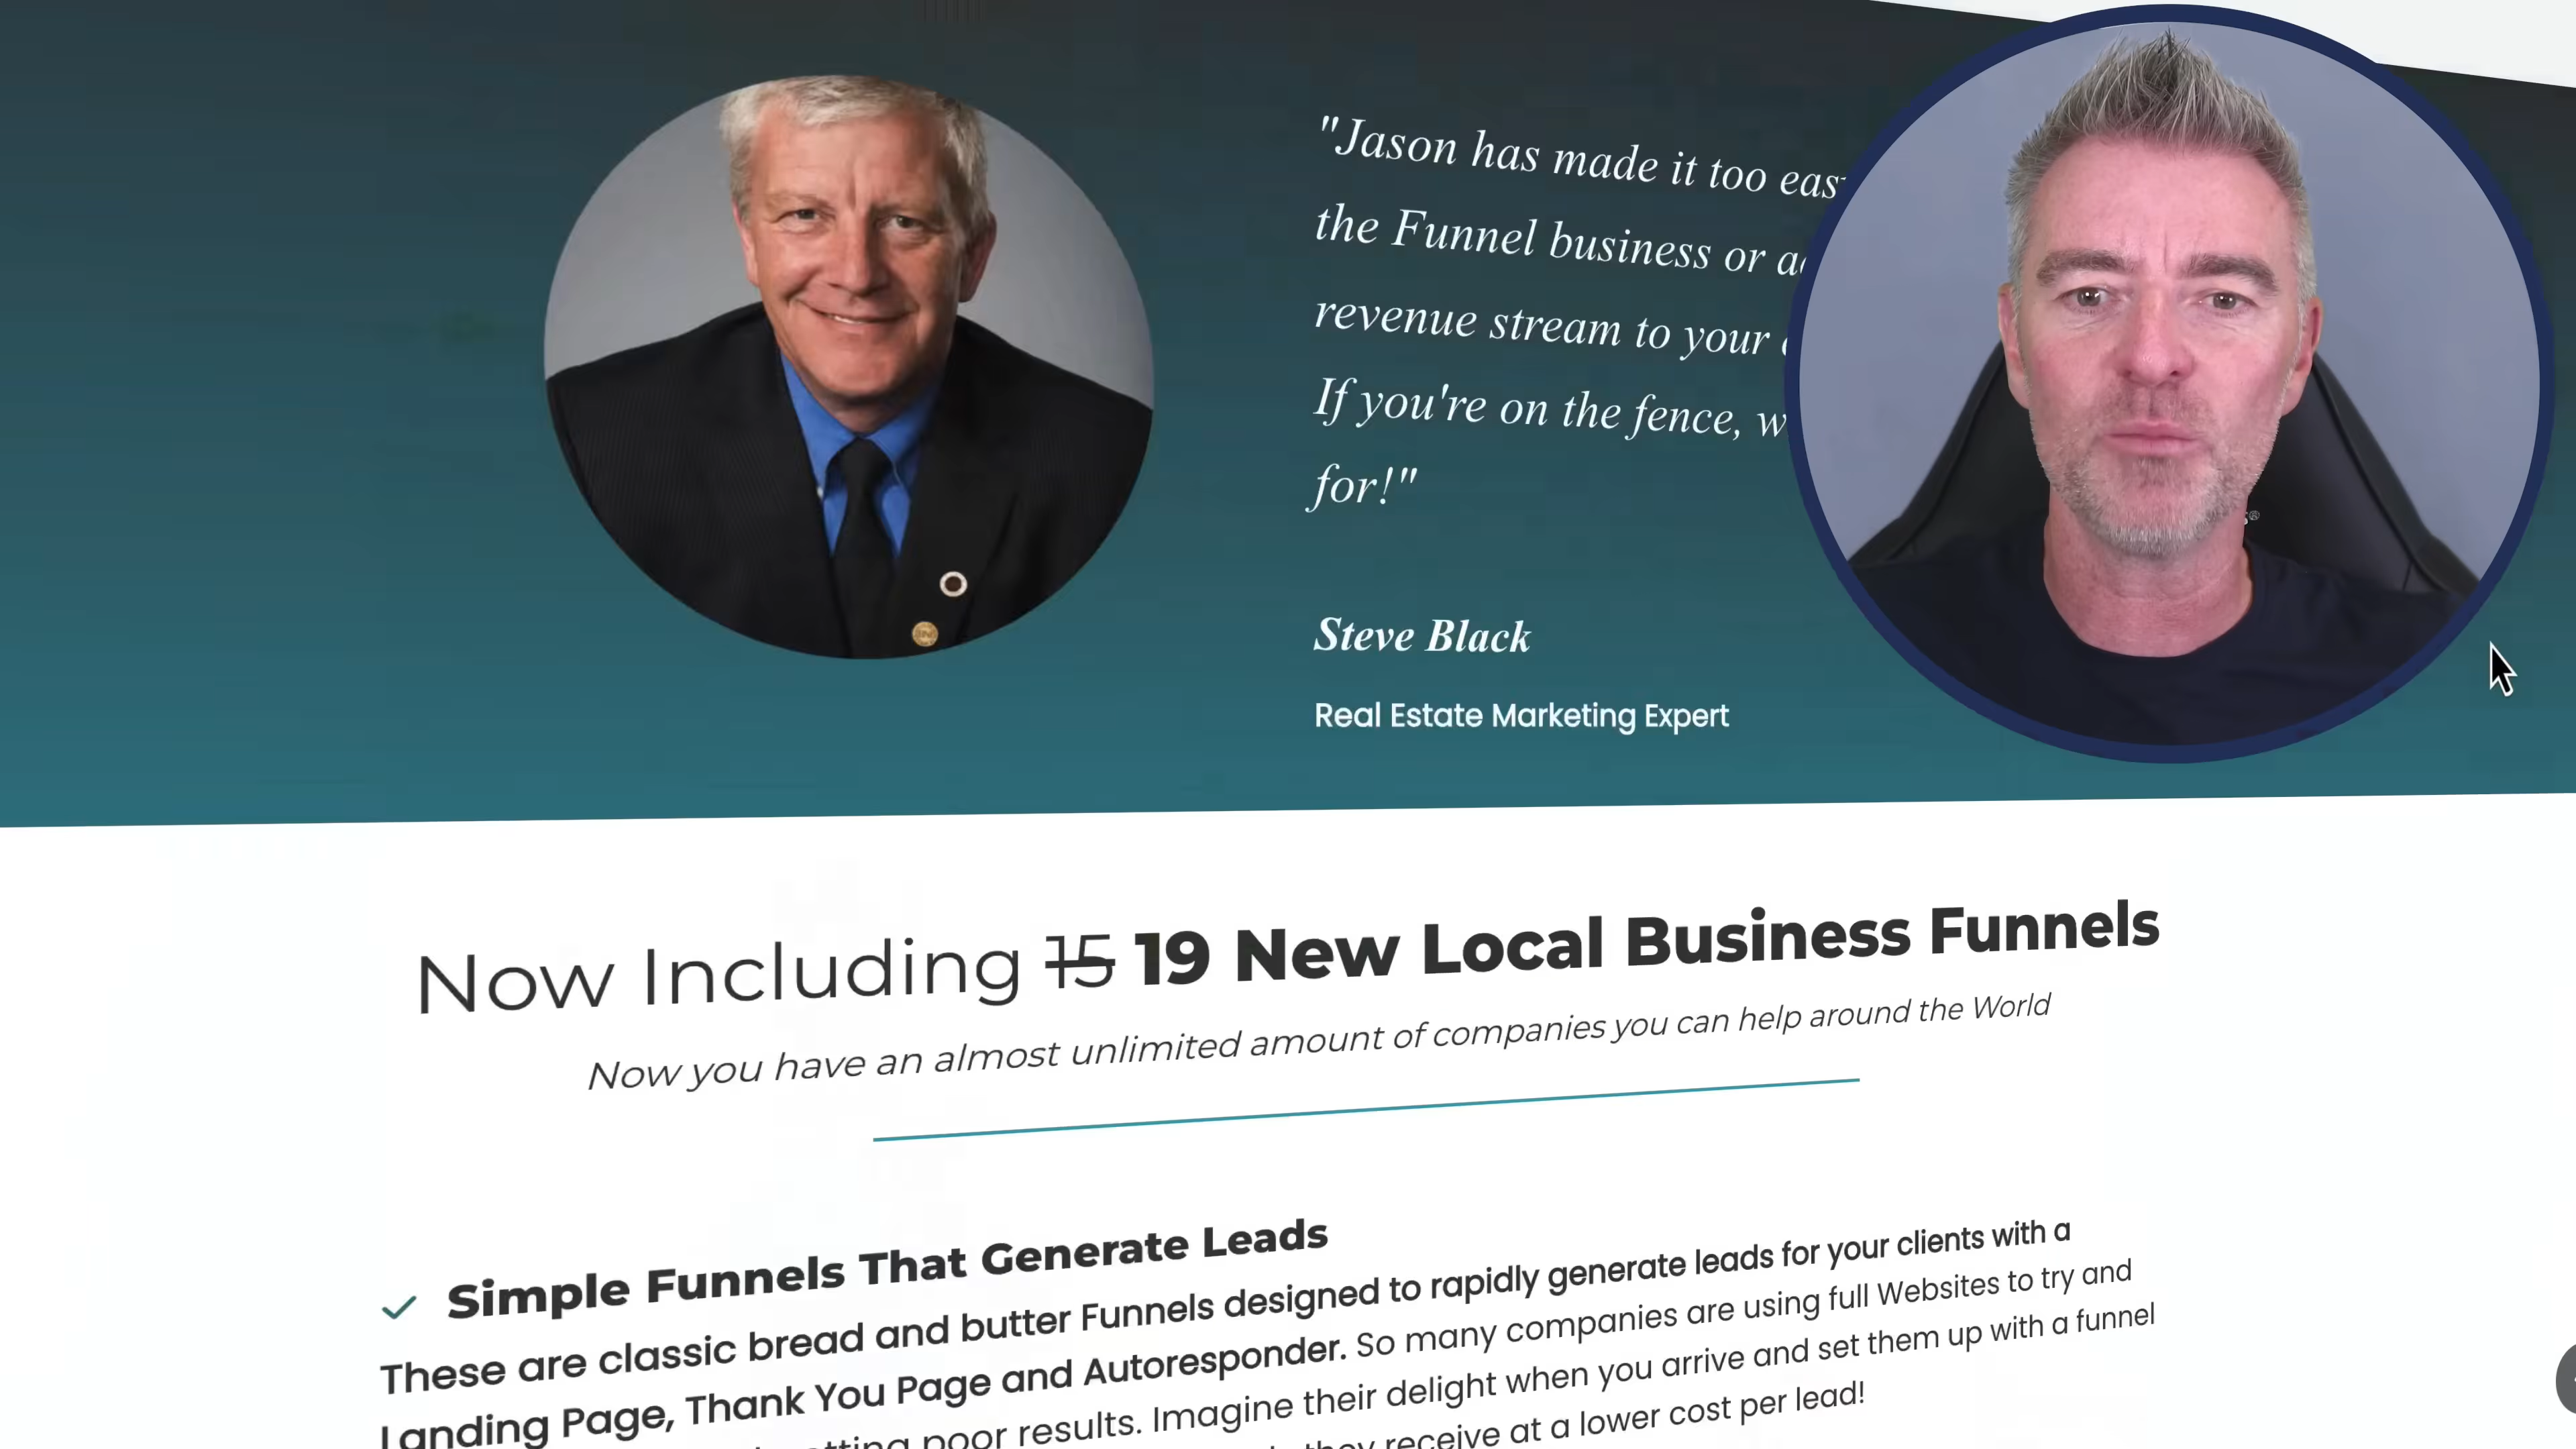 "Jason has made it too
the Funnel business or
revenue stream to your
If you're on the fence,
for!"
Steve Black
Real Estate Marketing Expert
Now Including 15 19 New Local Business Funnels
Now you have an almost unlimited amount of companies you can help around the World
Simple Funnels That Generate Leads
These are classic bread and butter Funnels designed to rapidly generate leads for your clients with a
Landing Page, Thank You Page and Autoresponder. So many companies are using full Websites to try and
poor results. Imagine their delight when you arrive and set them up with a funnel
they receive at a lower cost per lead!